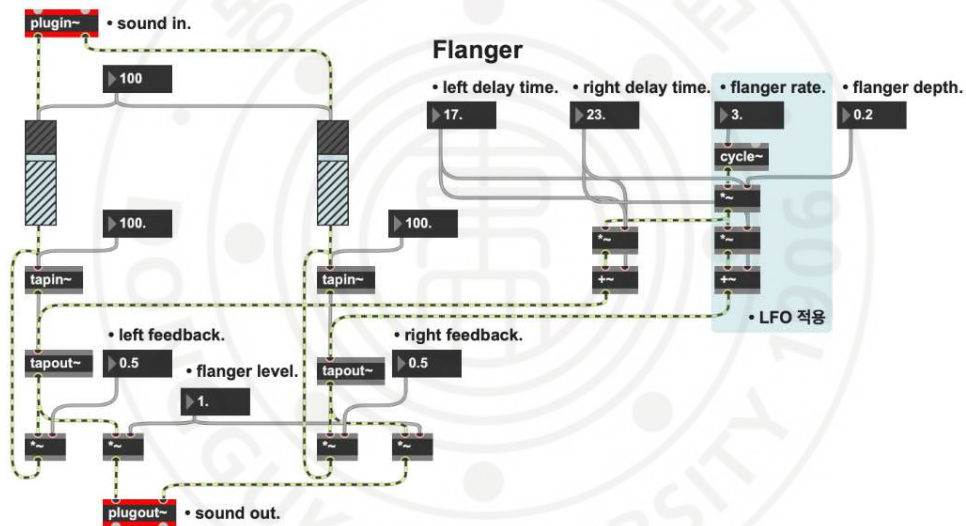 plugin~ • sound in.
Flanger
100
• left delay time. • right delay time. • flanger rate. • flanger depth.
17. 23. 3. 0.2
cycle~
*~
100. 100.
*~ *~
tapin~ tapin~ +~ +~
• LFO 적용
• left feedback. • right feedback.
tapout~ 0.5 • flanger level. tapout~ 0.5
1.
*~ *~ *~ *~
plugout~ • sound out.
1906